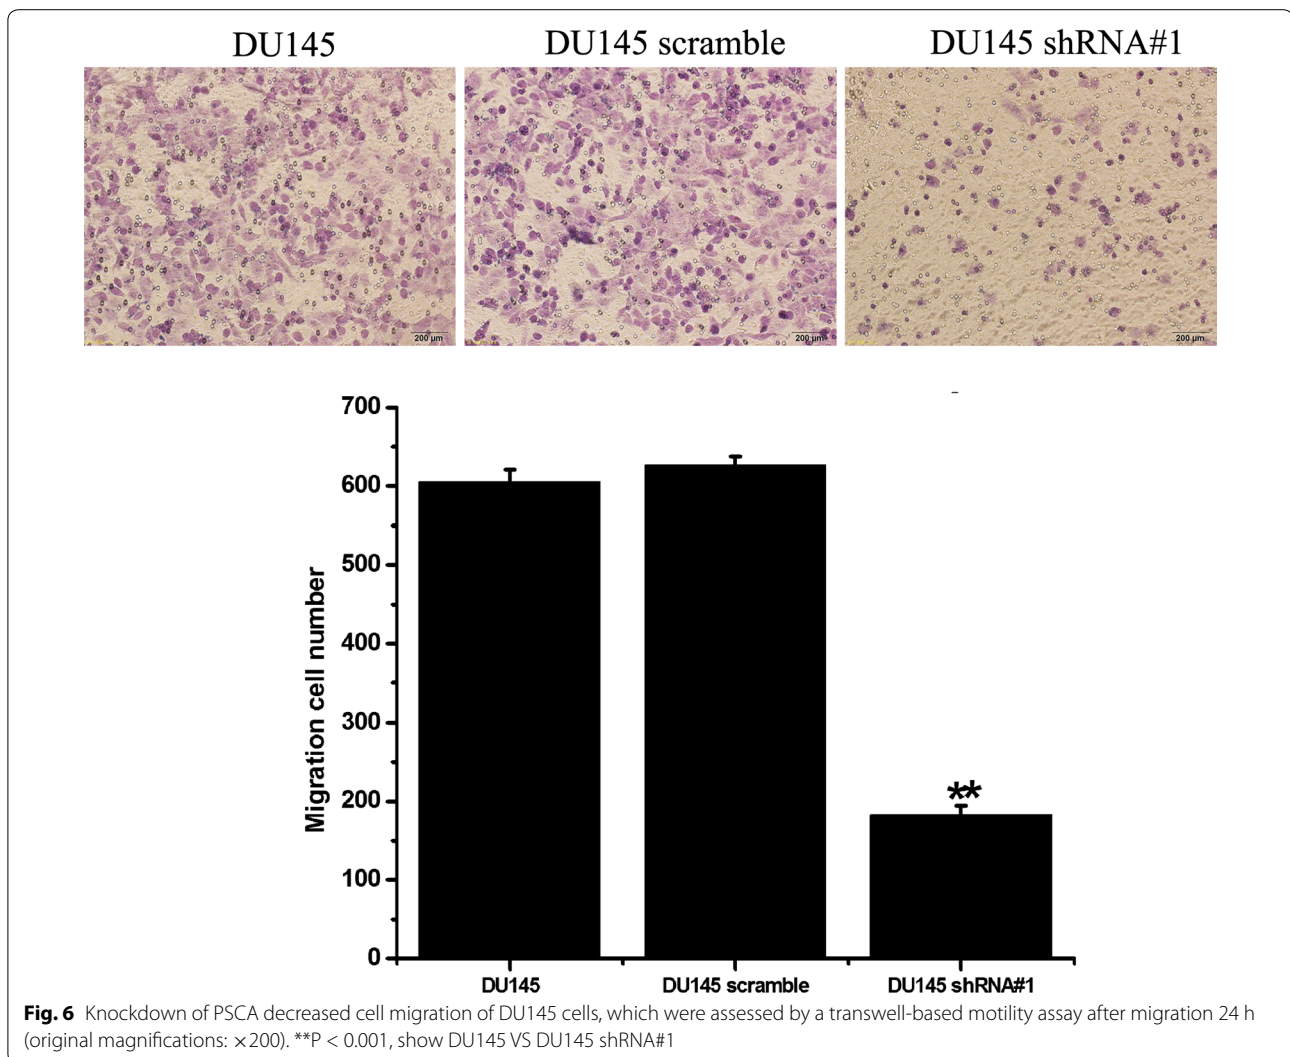 DU145 DU145 scramble DU145 shRNA#1
200 µm 200 µm 200 µm
700
600
500
400
300
200
100
0
Migration cell number
**
DU145 DU145 scramble DU145 shRNA#1
Fig. 6 Knockdown of PSCA decreased cell migration of DU145 cells, which were assessed by a transwell-based motility assay after migration 24 h
(original magnifications: ×200). **P < 0.001, show DU145 VS DU145 shRNA#1